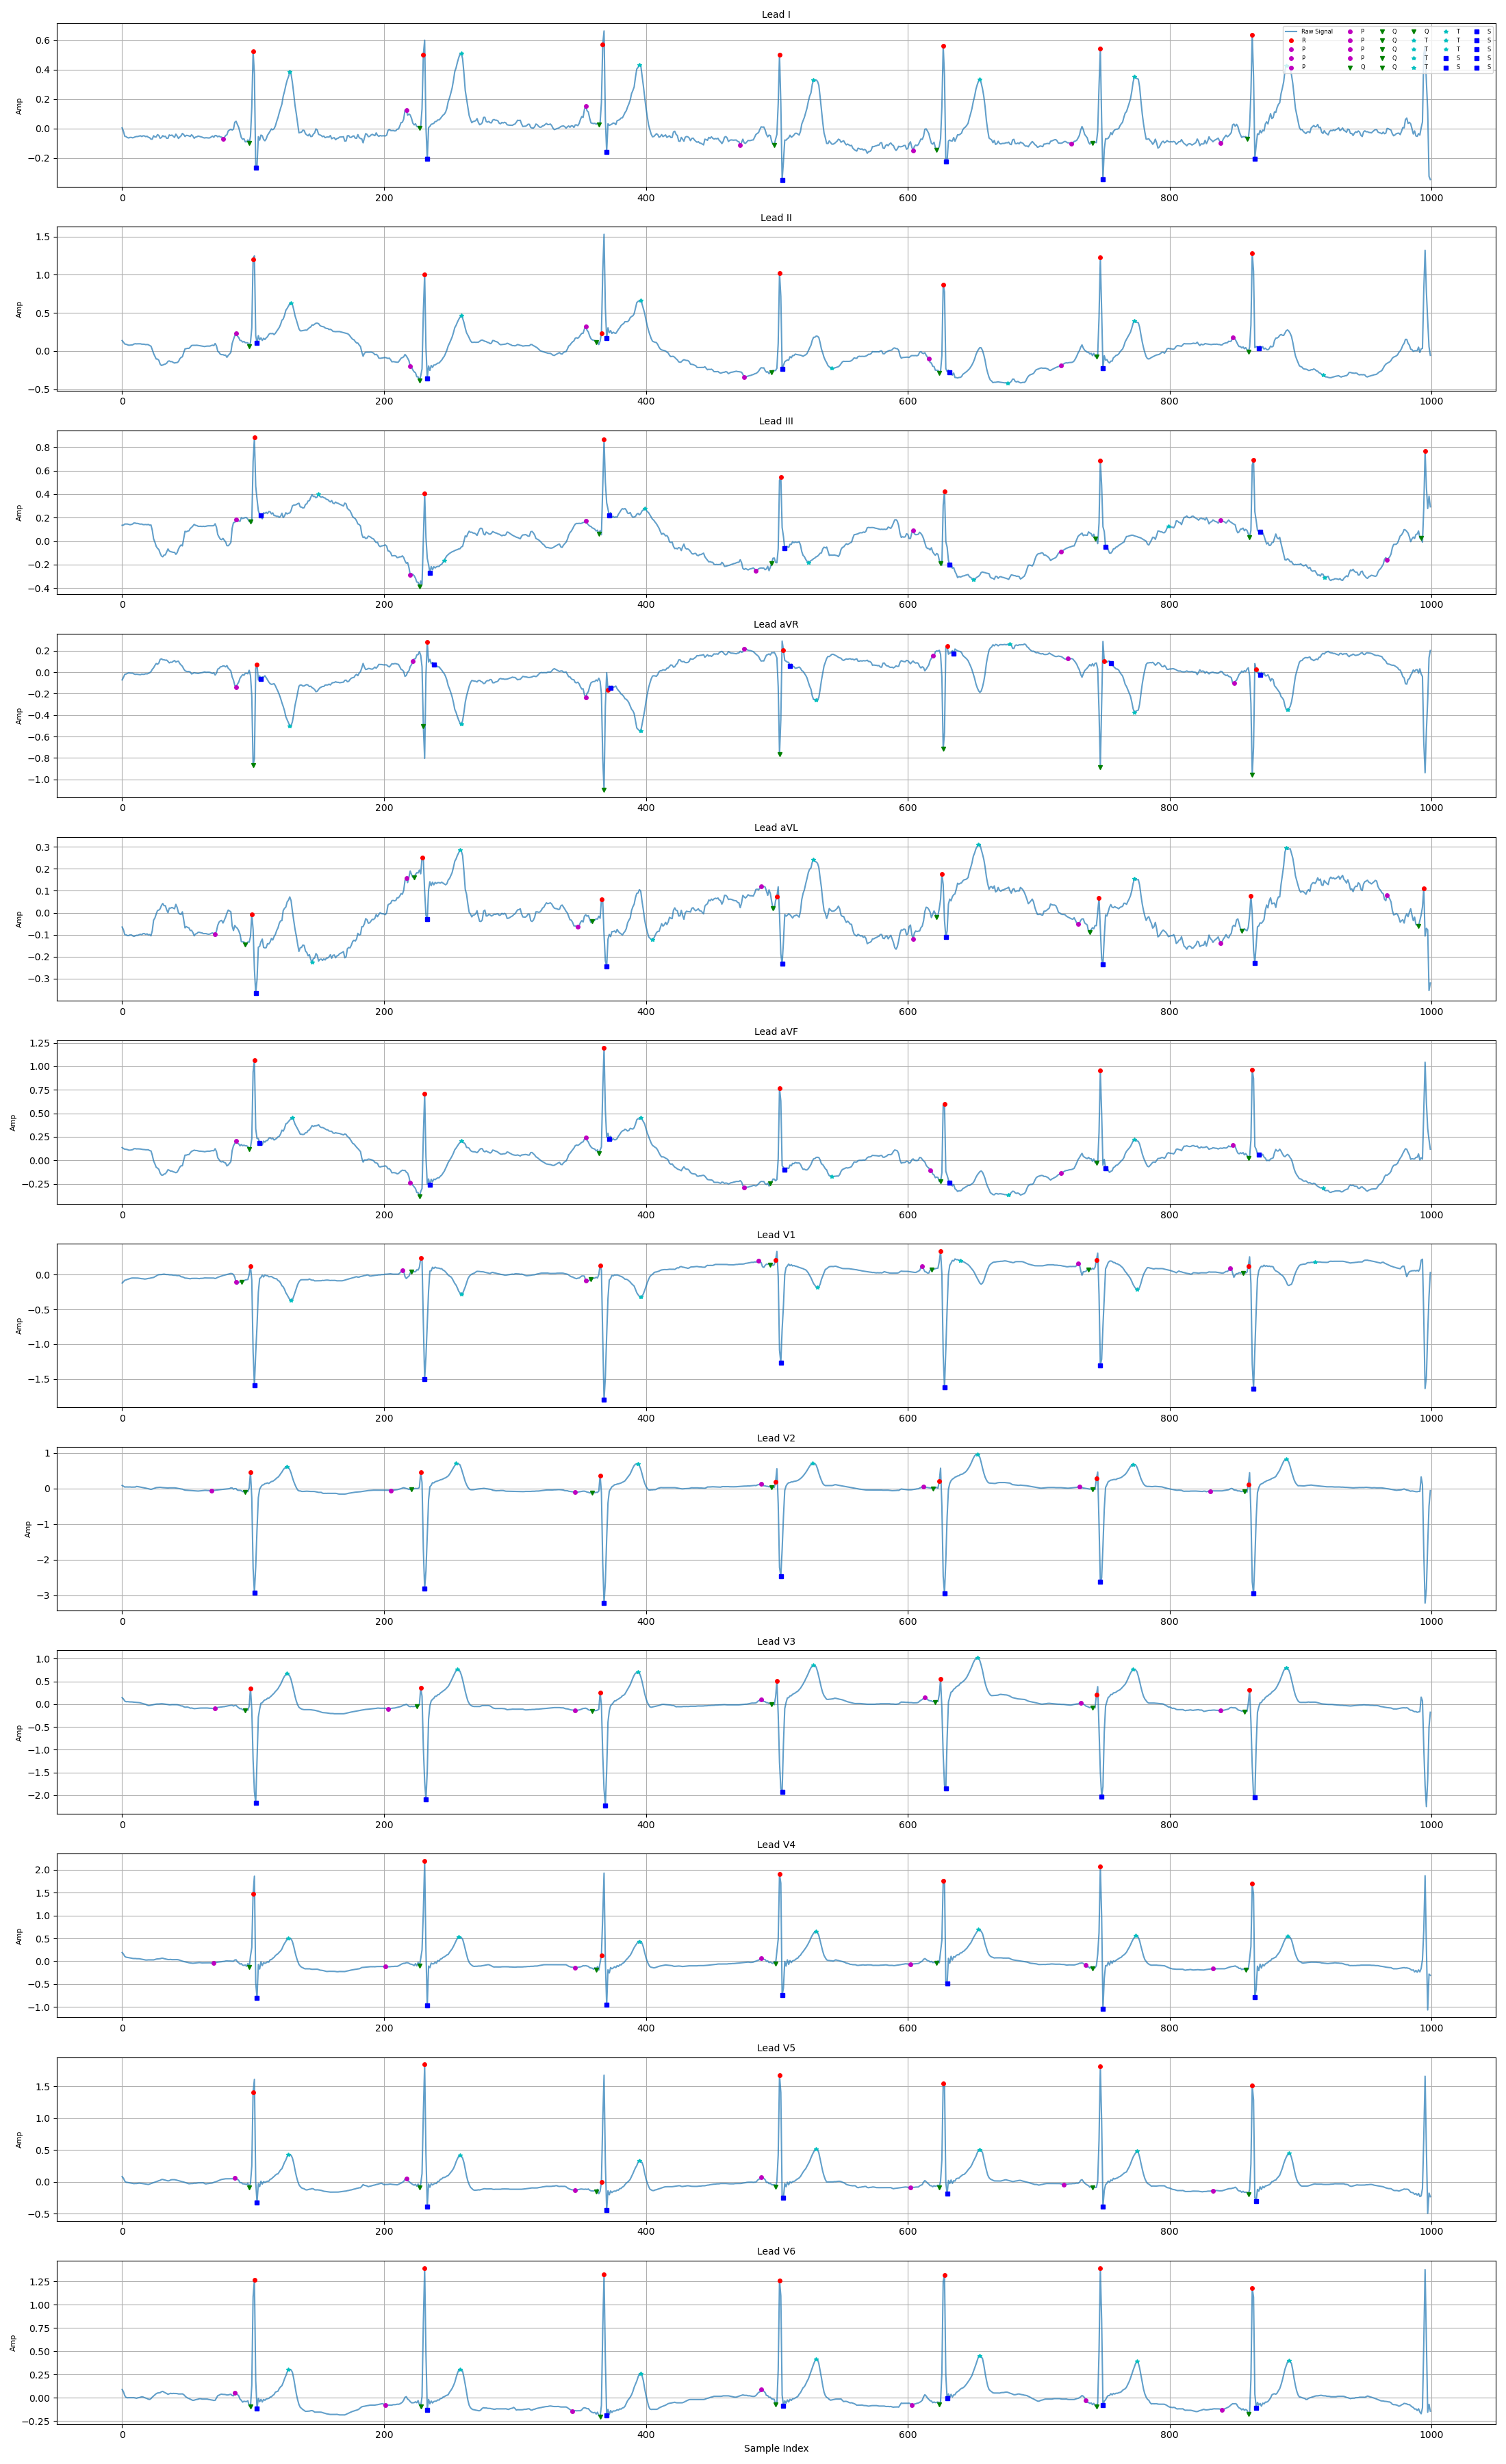 Lead I
0.6
0.4
0.2
0.0
−0.2
Amp
Raw Signal P Q Q T S
R P Q T T S
P P Q T T S
P Q Q T S S
0 200 400 600 800 1000
Lead II
1.5
1.0
0.5
0.0
−0.5
Amp
0 200 400 600 800 1000
Lead III
0.8
0.6
0.4
0.2
0.0
−0.2
−0.4
Amp
0 200 400 600 800 1000
Lead aVR
0.2
0.0
−0.2
−0.4
−0.6
−0.8
−1.0
Amp
0 200 400 600 800 1000
Lead aVL
0.3
0.2
0.1
0.0
−0.1
−0.2
−0.3
Amp
0 200 400 600 800 1000
Lead aVF
1.25
1.00
0.75
0.50
0.25
0.00
−0.25
Amp
0 200 400 600 800 1000
Lead V1
0.0
−0.5
−1.0
−1.5
Amp
0 200 400 600 800 1000
Lead V2
1
0
−1
−2
−3
Amp
0 200 400 600 800 1000
Lead V3
1.0
0.5
0.0
−0.5
−1.0
−1.5
−2.0
Amp
0 200 400 600 800 1000
Lead V4
2.0
1.5
1.0
0.5
0.0
−0.5
−1.0
Amp
0 200 400 600 800 1000
Lead V5
1.5
1.0
0.5
0.0
−0.5
Amp
0 200 400 600 800 1000
Lead V6
1.25
1.00
0.75
0.50
0.25
0.00
−0.25
Amp
0 200 400 600 800 1000
Sample Index